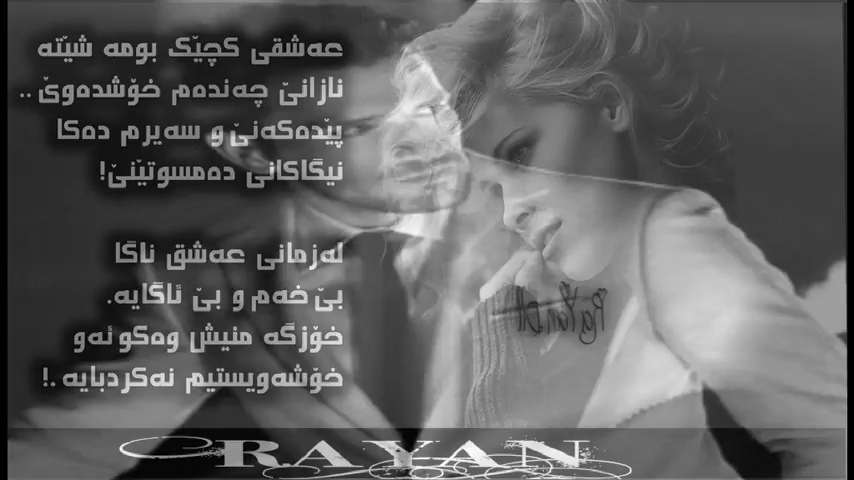 عەشقی کچێک بومە شێتە
نازانێ چەندەم خۆشدەوێ ..
پێدەکەنێ و سەیرم دەکا
نیگاکانی دەمسوتێنێ!
لەزمانی عەشق ناگا
بێ خەم و بێ ئاگایە.
خۆزگە منیش وەکو ئەو
خۆشەویستیم نەکردبایە .!
RAYAN